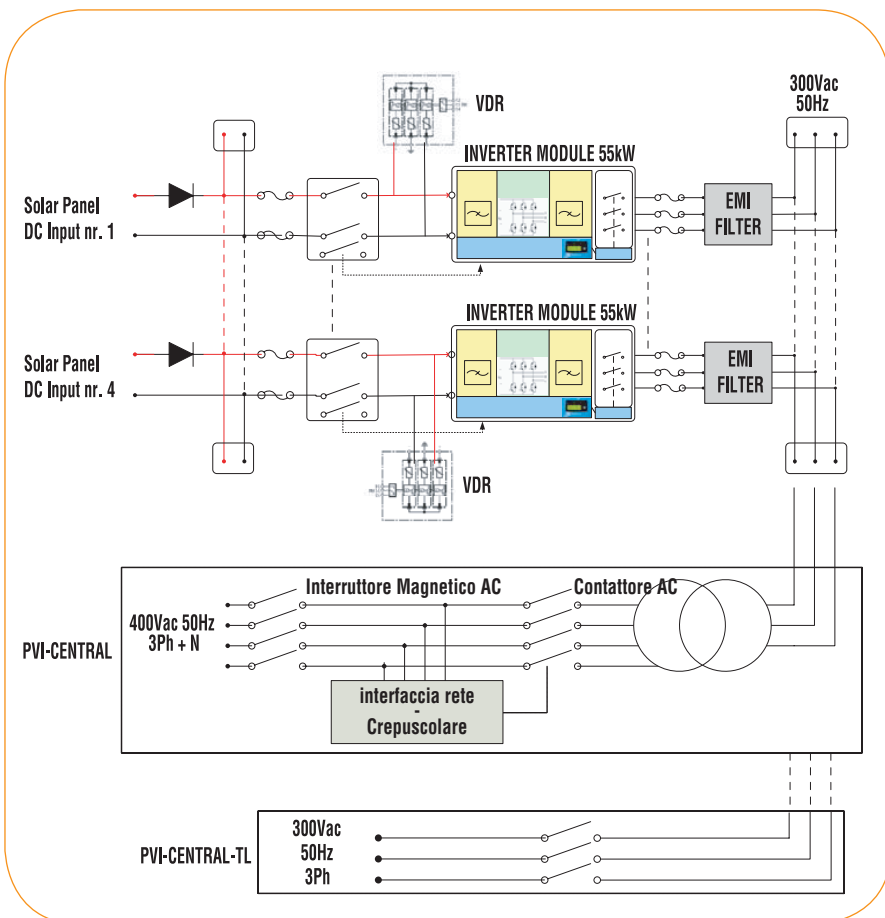 VDR
300Vac
50Hz
INVERTER MODULE 55kW
Solar Panel
DC Input nr. 1
EMI
FILTER
INVERTER MODULE 55kW
Solar Panel
DC Input nr. 4
EMI
FILTER
VDR
PVI-CENTRAL
400Vac 50Hz
3Ph + N
Interruttore Magnetico AC
Contattore AC
interfaccia rete
-
Crepuscolare
PVI-CENTRAL-TL
300Vac
50Hz
3Ph